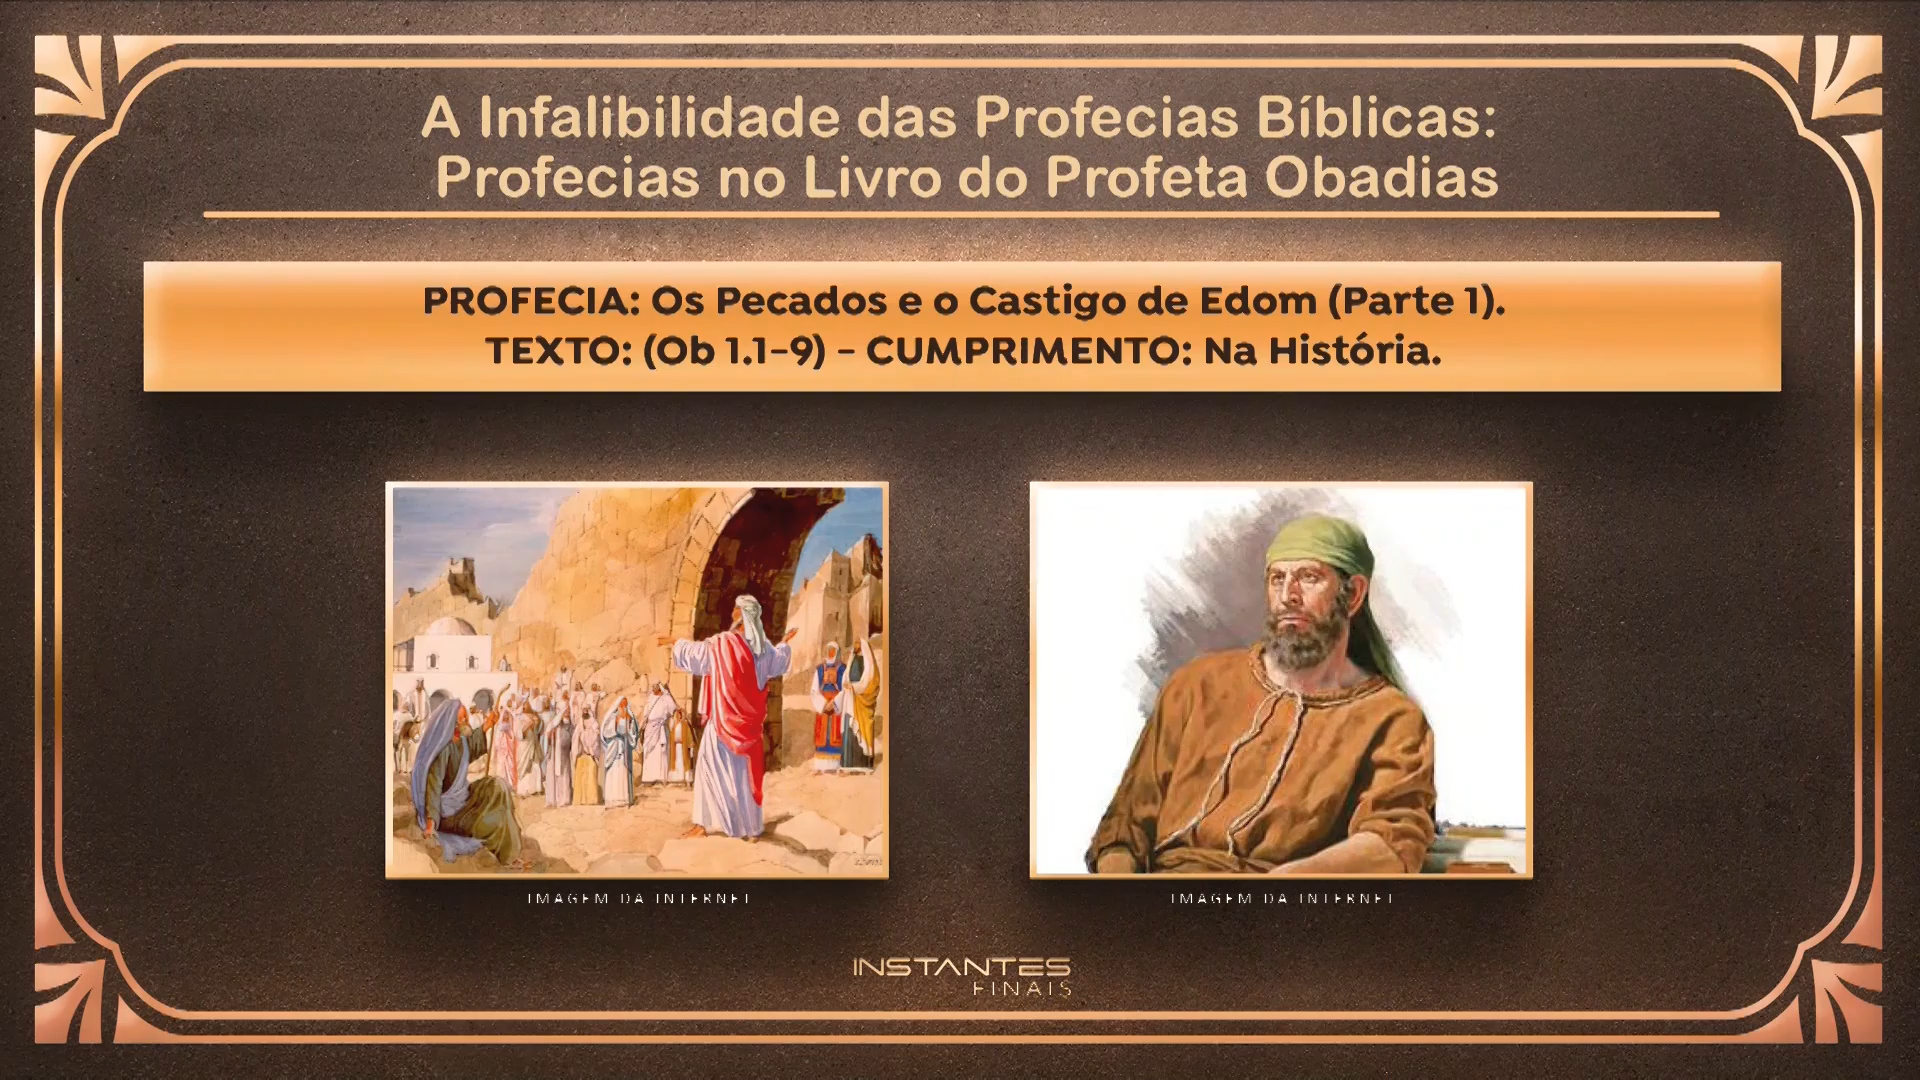 A Infalibilidade das Profecias Bíblicas:
Profecias no Livro do Profeta Obadias
PROFECIA: Os Pecados e o Castigo de Edom (Parte 1).
TEXTO: (Ob 1.1-9) - CUMPRIMENTO: Na História.
IMAGEM DA INTERNET
IMAGEM DA INTERNET
INSTANTES
FINAIS